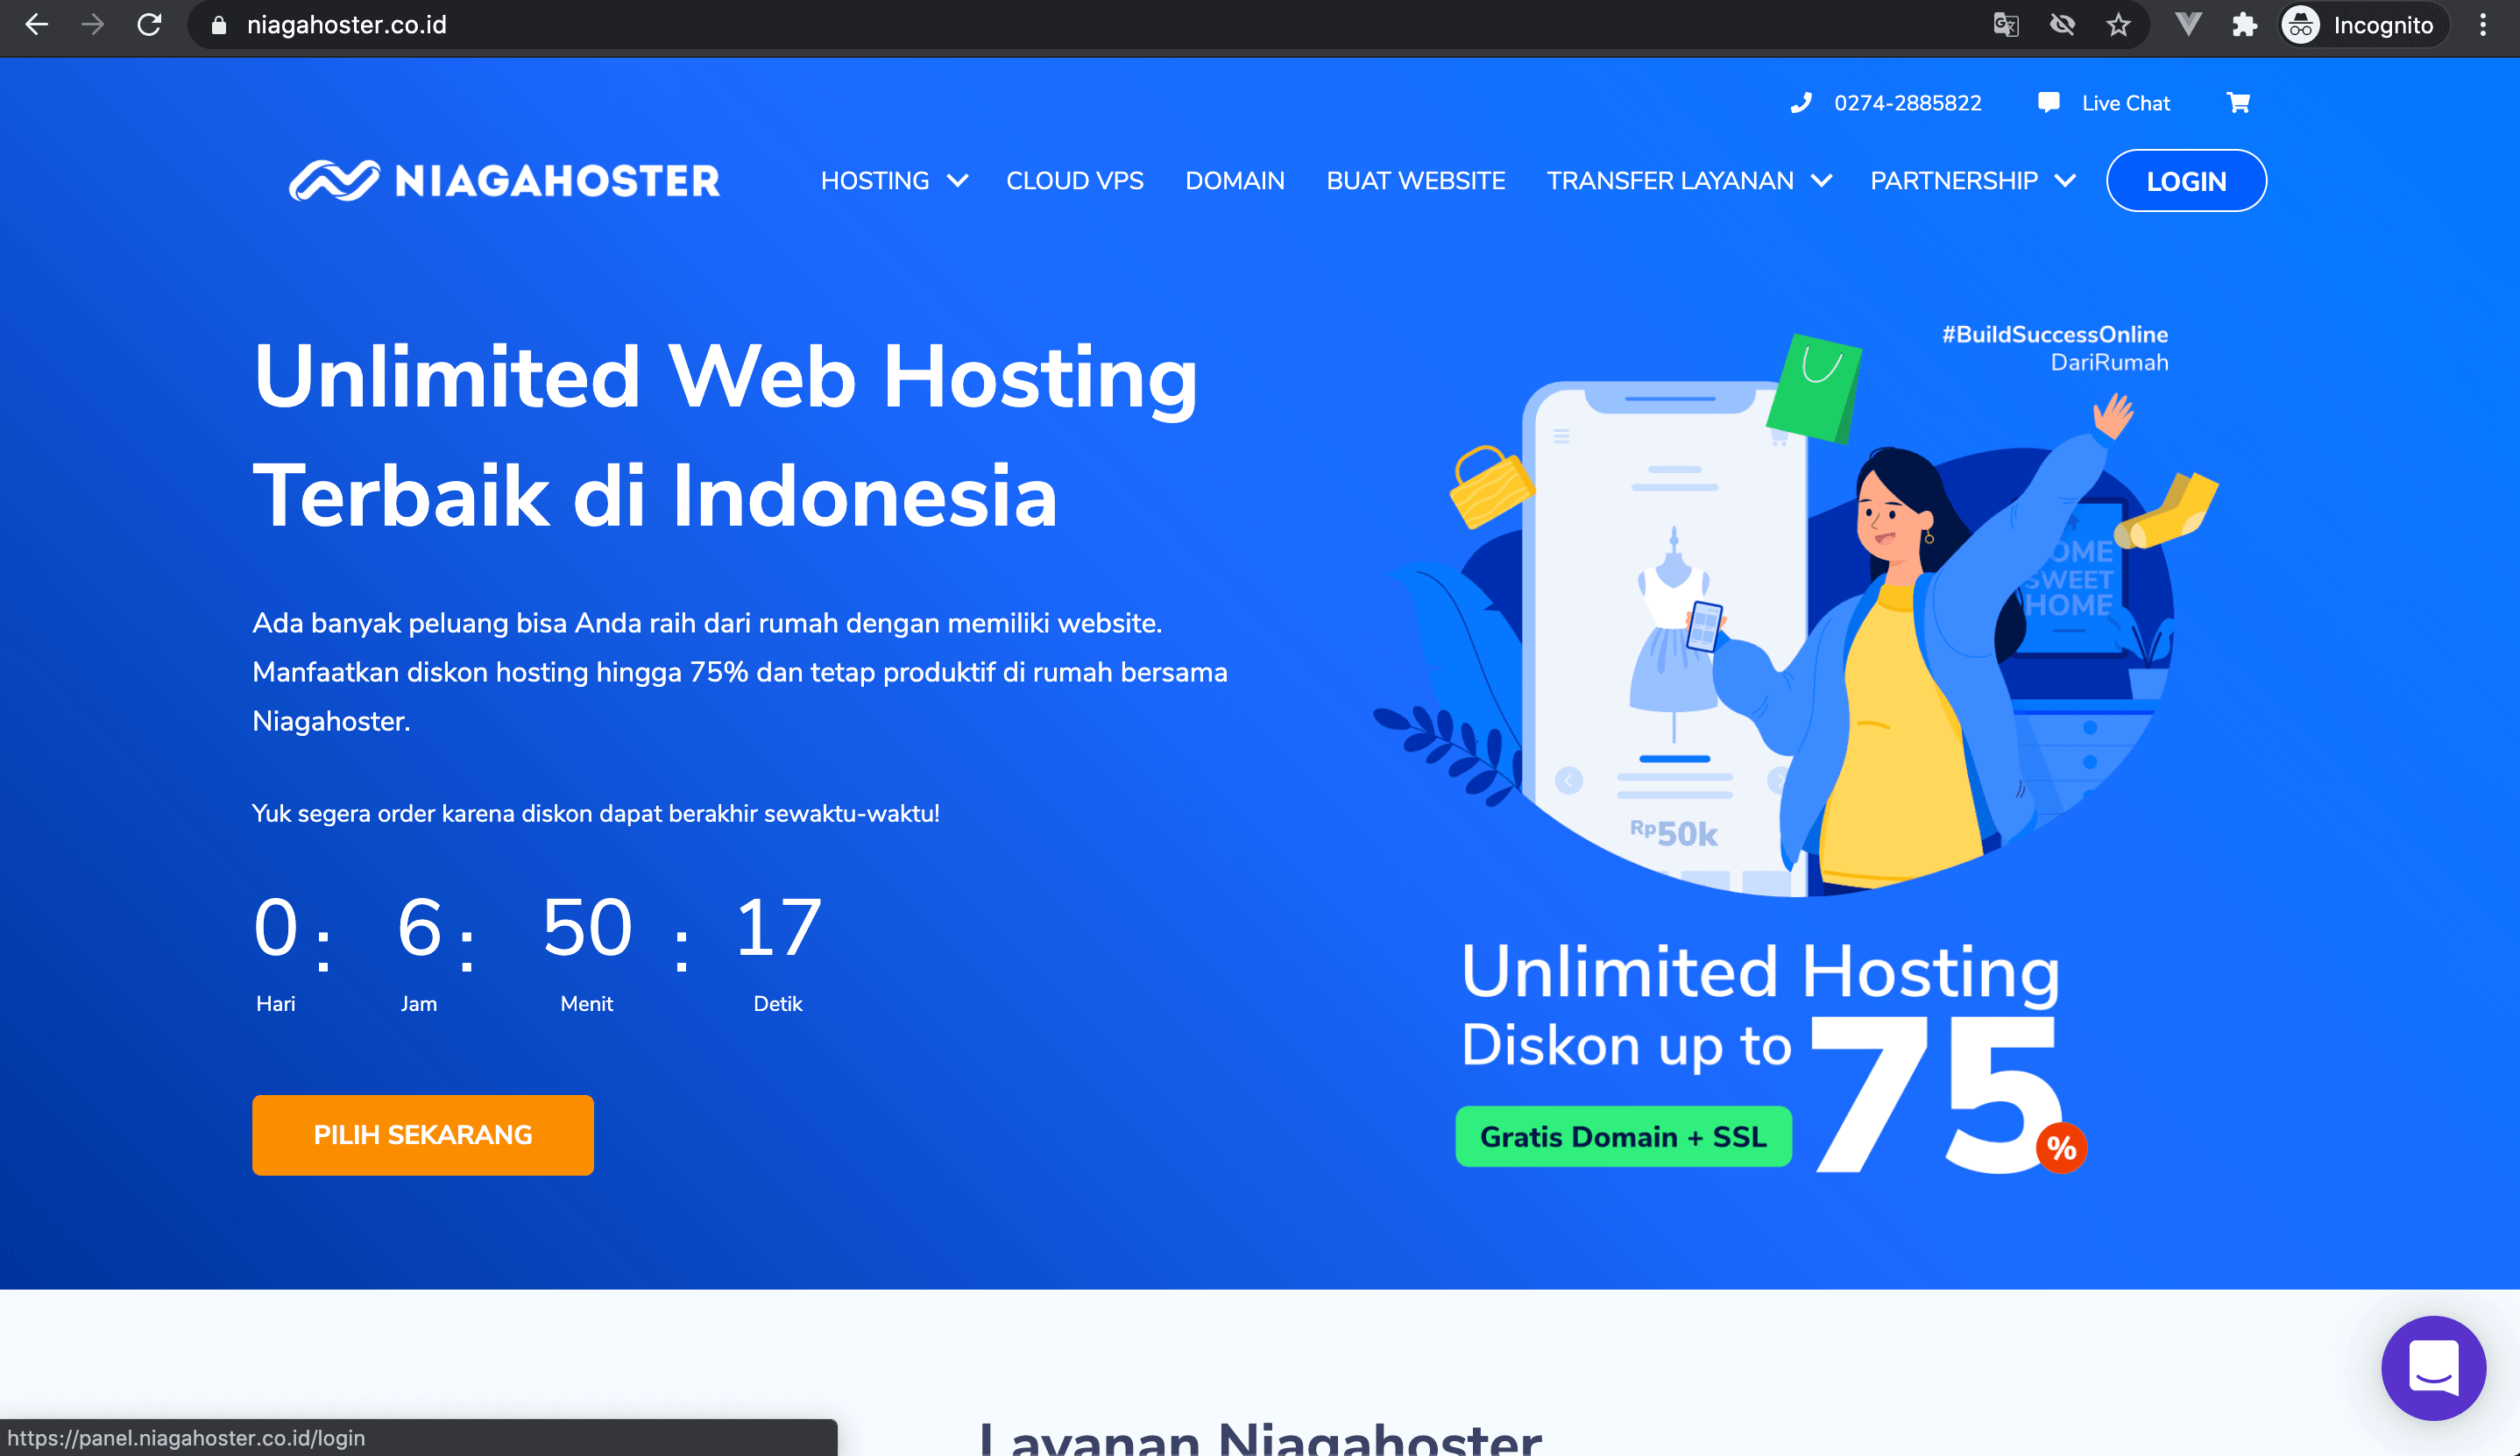 niagahoster.co.id
Incognito
0274-2885822 Live Chat
NIAGAHOSTER HOSTING CLOUD VPS DOMAIN BUAT WEBSITE TRANSFER LAYANAN PARTNERSHIP LOGIN
Unlimited Web Hosting
Terbaik di Indonesia
Ada banyak peluang bisa Anda raih dari rumah dengan memiliki website.
Manfaatkan diskon hosting hingga 75% dan tetap produktif di rumah bersama
Niagahoster.
Yuk segera order karena diskon dapat berakhir sewaktu-waktu!
0 : 6 : 50 : 17
Hari Jam Menit Detik
PILIH SEKARANG
#BuildSuccessOnline
DariRumah
OME
SWEET
HOME
Rp50k
Unlimited Hosting
Diskon up to 75%
Gratis Domain + SSL
Layanan Niagahoster
https://panel.niagahoster.co.id/login